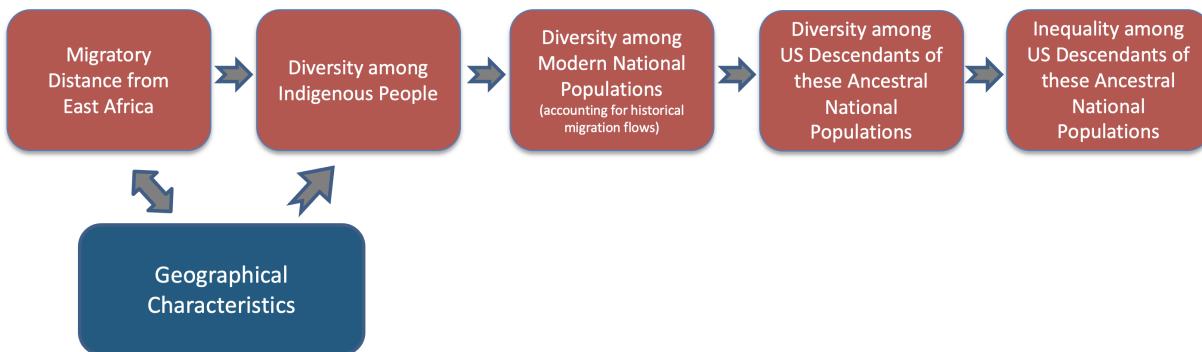 Migratory
Distance from
East Africa
Diversity among
Indigenous People
Diversity among
Modern National
Populations
(accounting for historical
migration flows)
Diversity among
US Descendants of
these Ancestral
National
Populations
Inequality among
US Descendants of
these Ancestral
National
Populations
Geographical
Characteristics